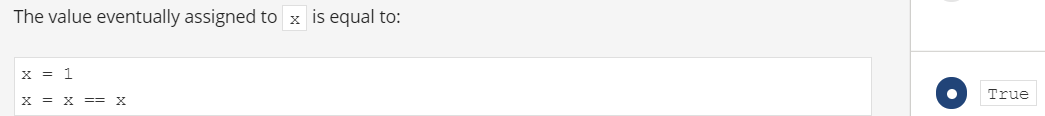 The value eventually assigned to x is equal to:
x = 1
x = x == x
True